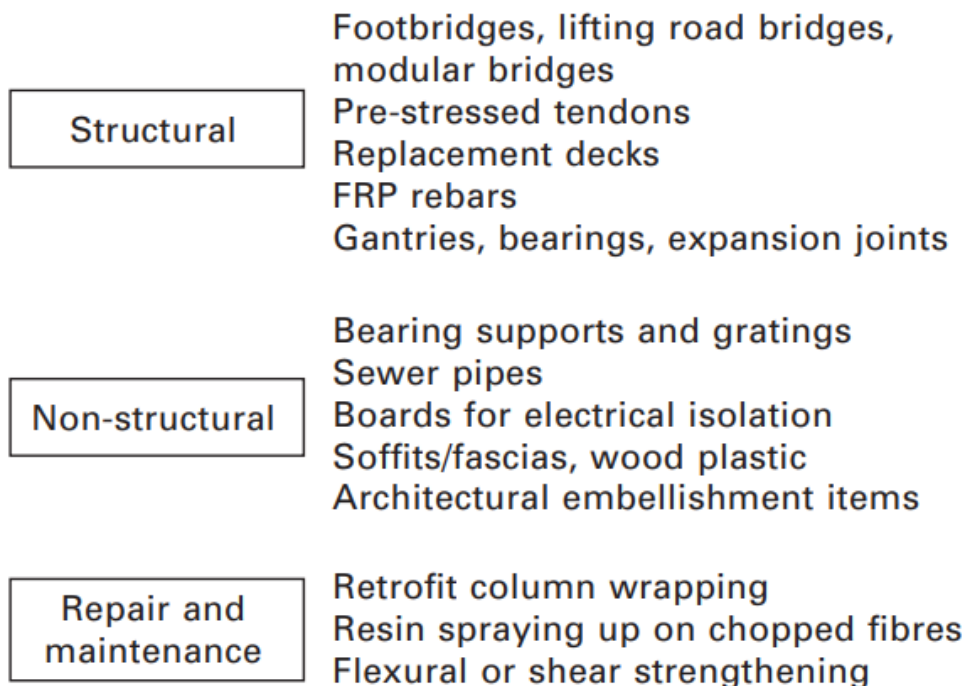 Structural
Footbridges, lifting road bridges,
modular bridges
Pre-stressed tendons
Replacement decks
FRP rebars
Gantries, bearings, expansion joints
Non-structural
Bearing supports and gratings
Sewer pipes
Boards for electrical isolation
Soffits/fascias, wood plastic
Architectural embellishment items
Repair and
maintenance
Retrofit column wrapping
Resin spraying up on chopped fibres
Flexural or shear strengthening